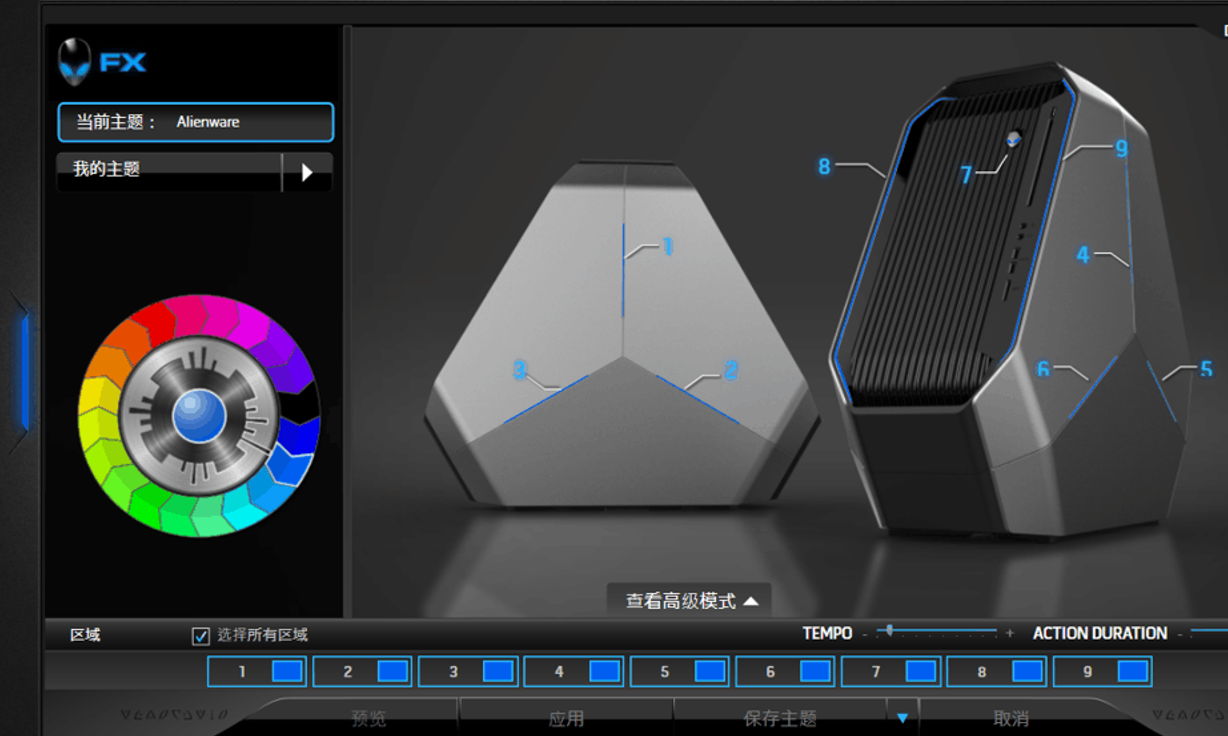 FX
当前主题： Alienware
我的主题
8
7
9
1
4
3
2
6
5
查看高级模式
区域
选择所有区域
TEMPO - +
ACTION DURATION -
1 2 3 4 5 6 7 8 9
预览
应用
保存主题
取消